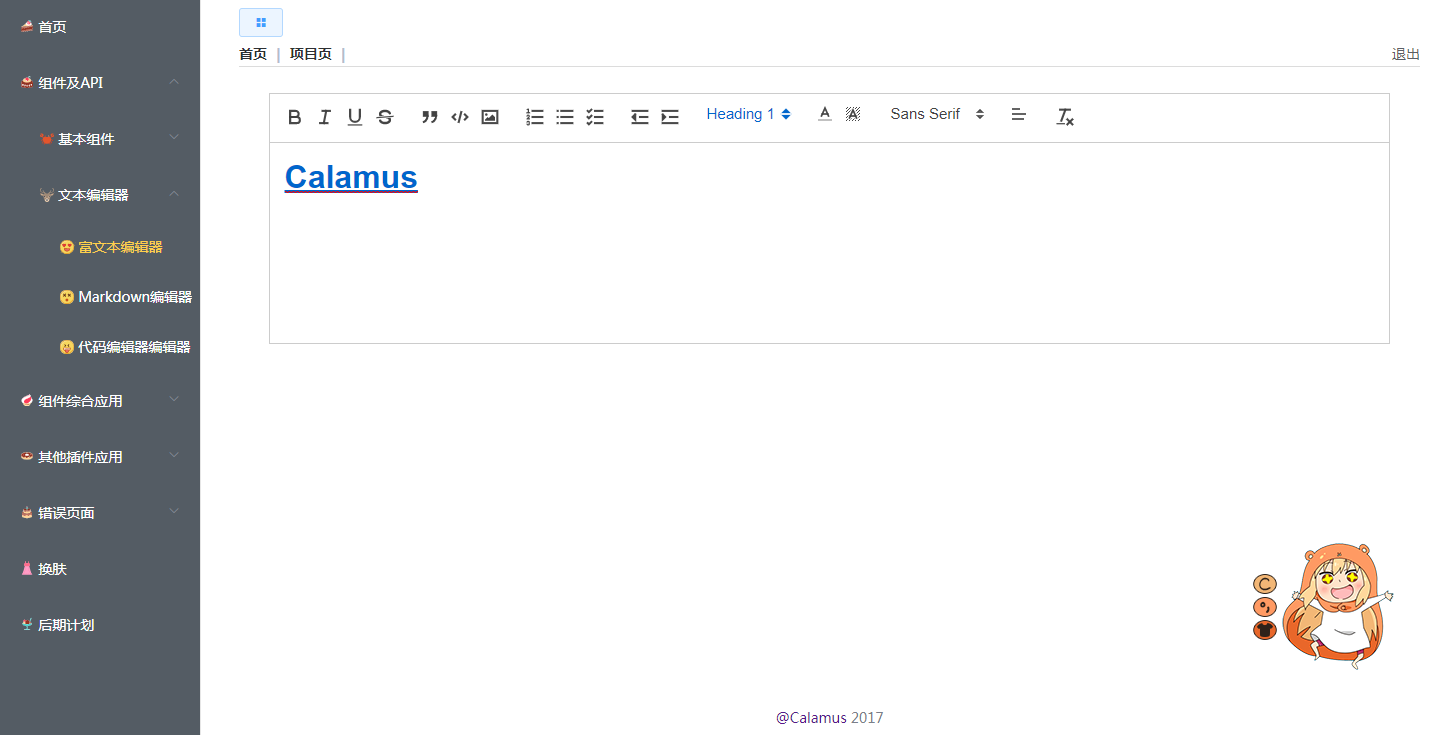 首页
组件及API
基本组件
文本编辑器
富文本编辑器
Markdown编辑器
代码编辑器编辑器
组件综合应用
其他插件应用
错误页面
换肤
后期计划
首页 | 项目页 |
退出
Heading 1
Sans Serif
Calamus
@Calamus 2017